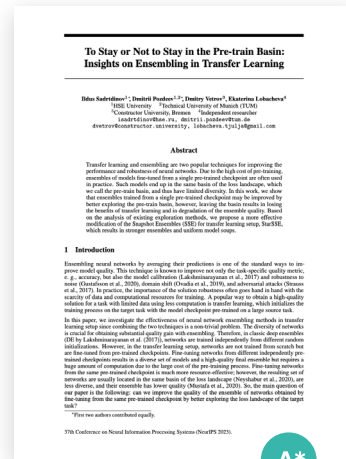 To Stay or Not to Stay in the Pre-train Basin:
Insights on Ensembling in Transfer Learning
Ildus Sadrtdinov1*, Dmitrii Pozdeev1,2*, Dmitry Vetrov3, Ekaterina Lobacheva4
1HSE University 2Technical University of Munich (TUM)
3Constructor University, Bremen 4Independent researcher
isadrtdinov@hse.ru, dmitrii.pozdeev@tum.de
dvetrov@constructor.university, lobacheva.tjulja@gmail.com
Abstract
Transfer learning and ensembling are two popular techniques for improving the
performance and robustness of neural networks. Due to the high cost of pre-training,
ensembles of models fine-tuned from a single pre-trained checkpoint are often used
in practice. Such models end up in the same basin of the loss landscape, which
we call the pre-train basin, and thus have limited diversity. In this work, we show
that ensembles trained from a single pre-trained checkpoint may be improved by
better exploring the pre-train basin, however, leaving the basin results in losing
the benefits of transfer learning and in degradation of the ensemble quality. Based
on the analysis of existing exploration methods, we propose a more effective
modification of the Snapshot Ensembles (SSE) for transfer learning setup, StarSSE,
which results in stronger ensembles and uniform model soups.
1 Introduction
Ensembling neural networks by averaging their predictions is one of the standard ways to im-
prove model quality. This technique is known to improve not only the task-specific quality metric,
e. g., accuracy, but also the model calibration (Lakshminarayanan et al., 2017) and robustness to
noise (Gustafsson et al., 2020), domain shift (Ovadia et al., 2019), and adversarial attacks (Strauss
et al., 2017). In practice, the importance of the solution robustness often goes hand in hand with the
scarcity of data and computational resources for training. A popular way to obtain a high-quality
solution for a task with limited data using less computation is transfer learning, which initializes the
training process on the target task with the model checkpoint pre-trained on a large source task.
In this paper, we investigate the effectiveness of neural network ensembling methods in transfer
learning setup since combining the two techniques is a non-trivial problem. The diversity of networks
is crucial for obtaining substantial quality gain with ensembling. Therefore, in classic deep ensembles
(DE by Lakshminarayanan et al. (2017)), networks are trained independently from different random
initializations. However, in the transfer learning setup, networks are not trained from scratch but
are fine-tuned from pre-trained checkpoints. Fine-tuning networks from different independently pre-
trained checkpoints results in a diverse set of models and a high-quality final ensemble but requires a
huge amount of computation due to the large cost of the pre-training process. Fine-tuning networks
from the same pre-trained checkpoint is much more resource-effective; however, the resulting set of
networks are usually located in the same basin of the loss landscape (Neyshabur et al., 2020), are
less diverse, and their ensemble has lower quality (Mustafa et al., 2020). So, the main question of
our paper is the following: can we improve the quality of the ensemble of networks obtained by
fine-tuning from the same pre-trained checkpoint by better exploring the loss landscape of the target
task?
*First two authors contributed equally.
37th Conference on Neural Information Processing Systems (NeurIPS 2023).
A*